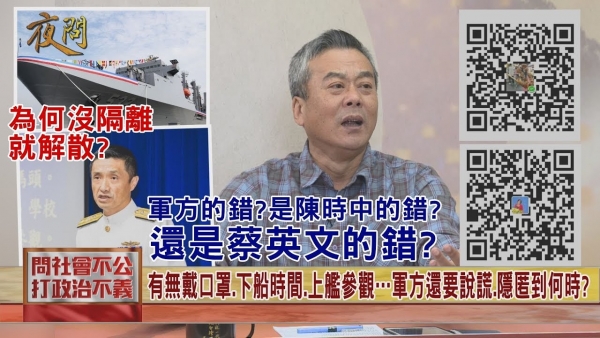 夜問
為何沒隔離
就解散?
軍方的錯?是陳時中的錯?
還是蔡英文的錯?
問社會不公
打政治不義
有無戴口罩.下船時間.上艦參觀…軍方還要說謊.隱匿到何時?